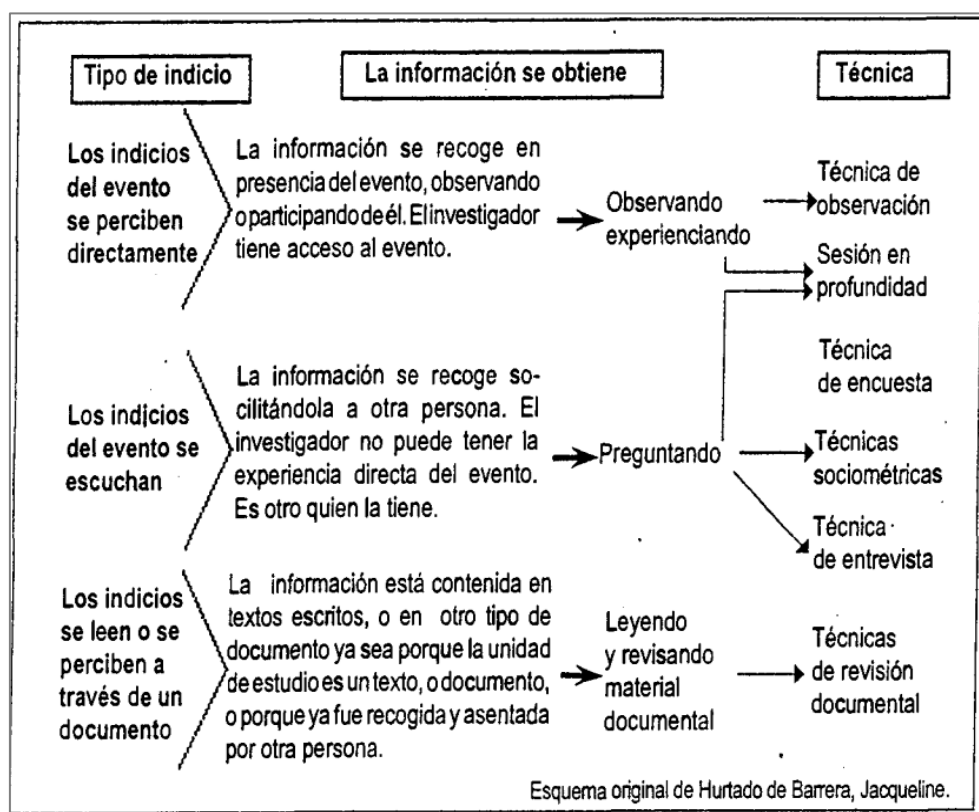 Tipo de indicio
La información se obtiene
Técnica
Los indicios
del evento
se perciben
directamente
La información se recoge en
presencia del evento, observando
o participando de él. El investigador
tiene acceso al evento.
Observando
experienciando
Técnica de
observación
Sesión en
profundidad
Los indicios
del evento se
escuchan
La información se recoge so-
cilitándola a otra persona. El
investigador no puede tener la
experiencia directa del evento.
Es otro quien la tiene.
Preguntando
Técnica
de encuesta
Técnicas
sociométricas
Técnica
de entrevista
Los indicios
se leen o se
perciben a
través de un
documento
La información está contenida en
textos escritos, o en otro tipo de
documento ya sea porque la unidad
de estudio es un texto, o documento,
o porque ya fue recogida y asentada
por otra persona.
Leyendo
y revisando
material
documental
Técnicas
de revisión
documental
Esquema original de Hurtado de Barrera, Jacqueline.